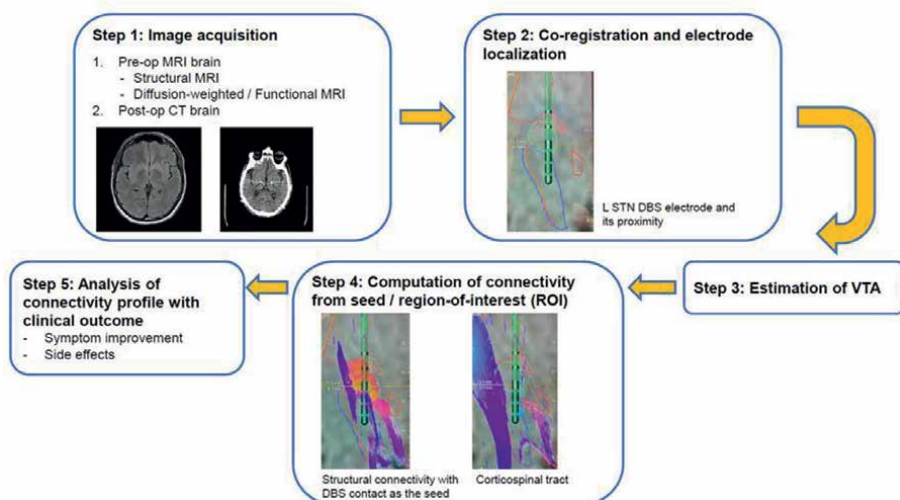 Step 1: Image acquisition
1. Pre-op MRI brain
- Structural MRI
- Diffusion-weighted / Functional MRI
2. Post-op CT brain
Step 2: Co-registration and electrode
localization
L STN DBS electrode and
its proximity
Step 3: Estimation of VTA
Step 4: Computation of connectivity
from seed / region-of-interest (ROI)
Structural connectivity with
DBS contact as the seed
Corticospinal tract
Step 5: Analysis of
connectivity profile with
clinical outcome
- Symptom improvement
- Side effects